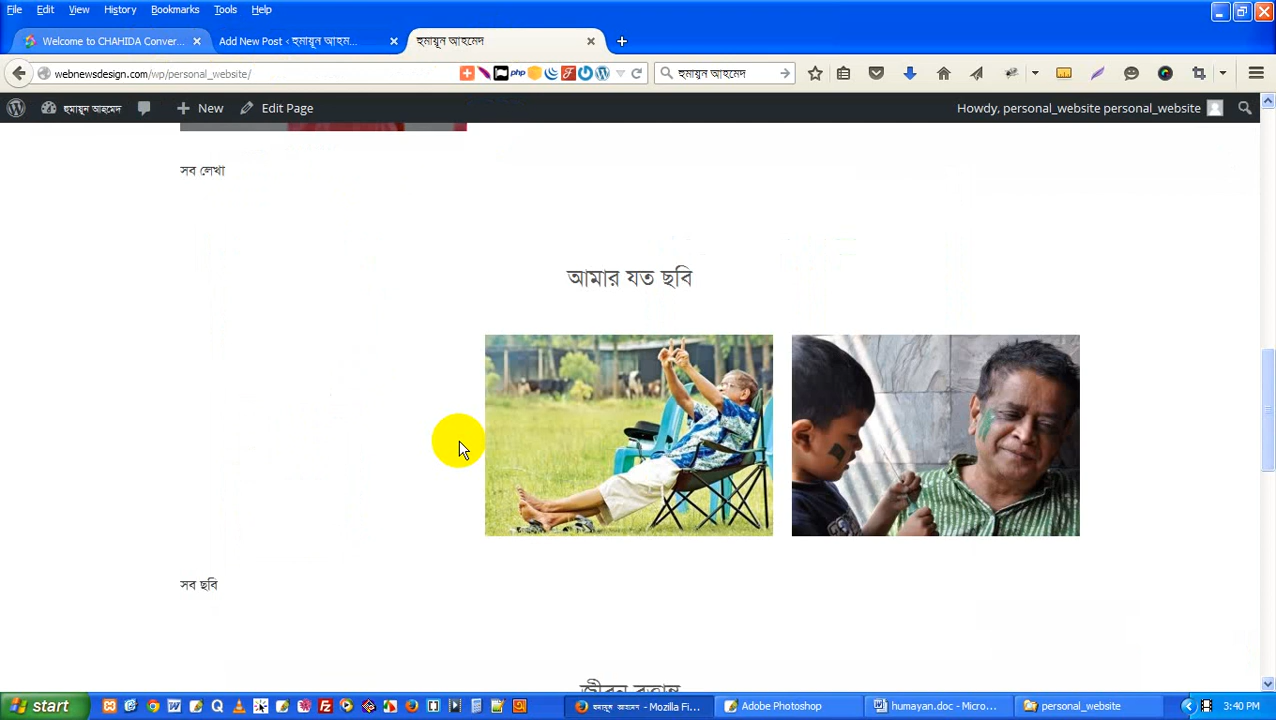 File Edit View History Bookmarks Tools Help
Welcome to CHAHIDA Conver... Add New Post ‹ হুমায়ূন আহম... হুমায়ূন আহমেদ
webnewsdesign.com/wp/personal_website/ php হুমায়ূন আহমেদ
হুমায়ূন আহমেদ New Edit Page Howdy, personal_website personal_website
সব লেখা
আমার যত ছবি
সব ছবি
জীবন বৃত্তান্ত
start হুমায়ূন আহমেদ - Mozilla Fi... Adobe Photoshop humayan.doc - Micro... personal_website 3:40 PM